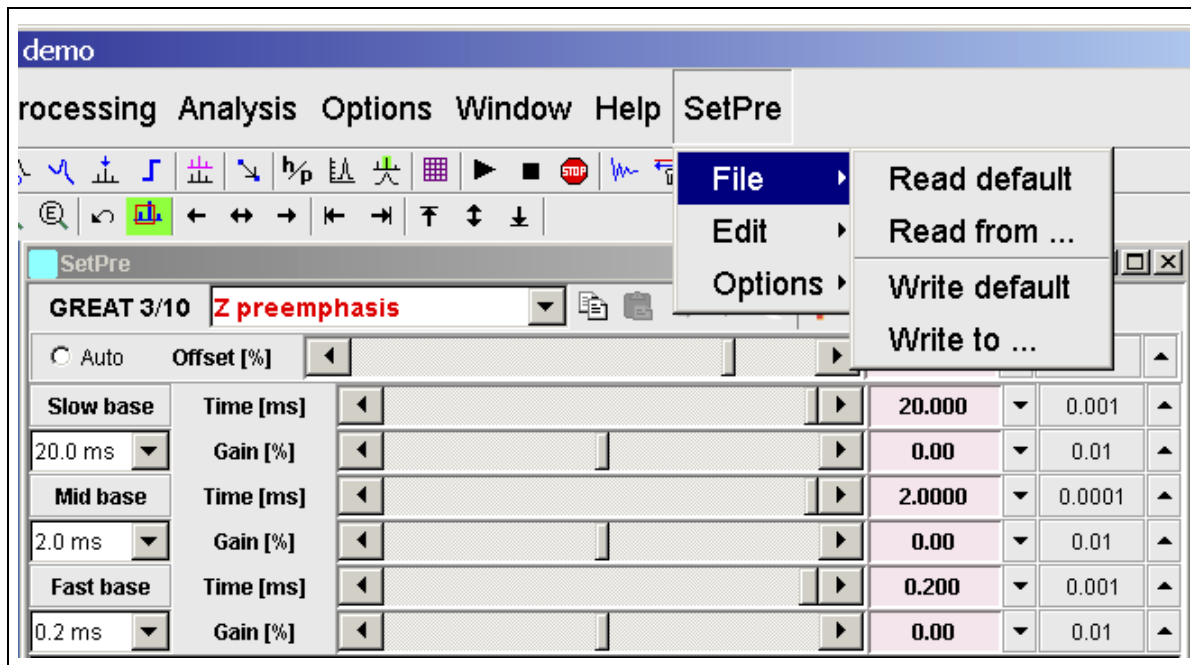 demo
rocessing Analysis Options Window Help SetPre
h/p STOP
File Read default
E
Edit Read from ...
SetPre
Options Write default
GREAT 3/10 Z preemphasis
Write to ...
Auto Offset [%]
Slow base Time [ms] 20.000 0.001
20.0 ms Gain [%] 0.00 0.01
Mid base Time [ms] 2.0000 0.0001
2.0 ms Gain [%] 0.00 0.01
Fast base Time [ms] 0.200 0.001
0.2 ms Gain [%] 0.00 0.01